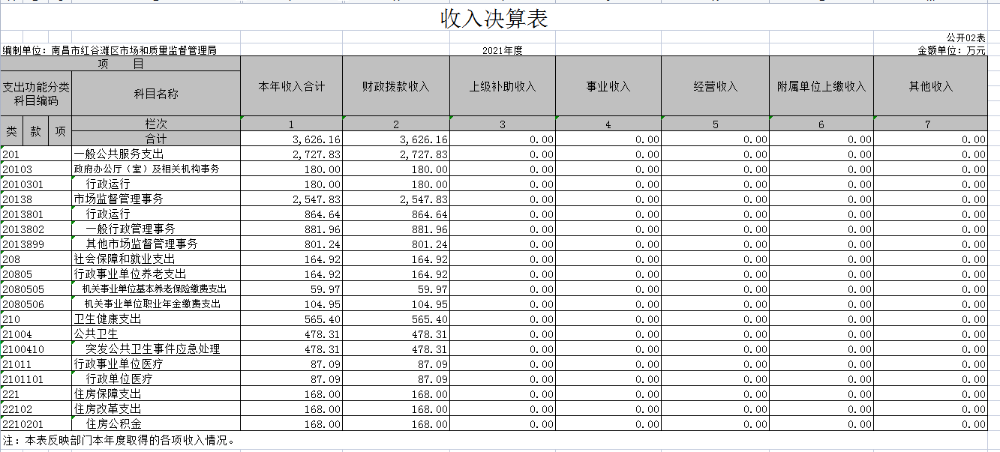 收入决算表
公开02表
编制单位：南昌市红谷滩区市场和质量监督管理局 2021年度 金额单位：万元
项 目 本年收入合计 财政拨款收入 上级补助收入 事业收入 经营收入 附属单位上缴收入 其他收入
支出功能分类科目编码 科目名称
类 款 项 栏次 1 2 3 4 5 6 7
合计 3,626.16 3,626.16 0.00 0.00 0.00 0.00 0.00
201 一般公共服务支出 2,727.83 2,727.83 0.00 0.00 0.00 0.00 0.00
20103 政府办公厅（室）及相关机构事务 180.00 180.00 0.00 0.00 0.00 0.00 0.00
2010301 行政运行 180.00 180.00 0.00 0.00 0.00 0.00 0.00
20138 市场监督管理事务 2,547.83 2,547.83 0.00 0.00 0.00 0.00 0.00
2013801 行政运行 864.64 864.64 0.00 0.00 0.00 0.00 0.00
2013802 一般行政管理事务 881.96 881.96 0.00 0.00 0.00 0.00 0.00
2013899 其他市场监督管理事务 801.24 801.24 0.00 0.00 0.00 0.00 0.00
208 社会保障和就业支出 164.92 164.92 0.00 0.00 0.00 0.00 0.00
20805 行政事业单位养老支出 164.92 164.92 0.00 0.00 0.00 0.00 0.00
2080505 机关事业单位基本养老保险缴费支出 59.97 59.97 0.00 0.00 0.00 0.00 0.00
2080506 机关事业单位职业年金缴费支出 104.95 104.95 0.00 0.00 0.00 0.00 0.00
210 卫生健康支出 565.40 565.40 0.00 0.00 0.00 0.00 0.00
21004 公共卫生 478.31 478.31 0.00 0.00 0.00 0.00 0.00
2100410 突发公共卫生事件应急处理 478.31 478.31 0.00 0.00 0.00 0.00 0.00
21011 行政事业单位医疗 87.09 87.09 0.00 0.00 0.00 0.00 0.00
2101101 行政单位医疗 87.09 87.09 0.00 0.00 0.00 0.00 0.00
221 住房保障支出 168.00 168.00 0.00 0.00 0.00 0.00 0.00
22102 住房改革支出 168.00 168.00 0.00 0.00 0.00 0.00 0.00
2210201 住房公积金 168.00 168.00 0.00 0.00 0.00 0.00 0.00
注：本表反映部门本年度取得的各项收入情况。